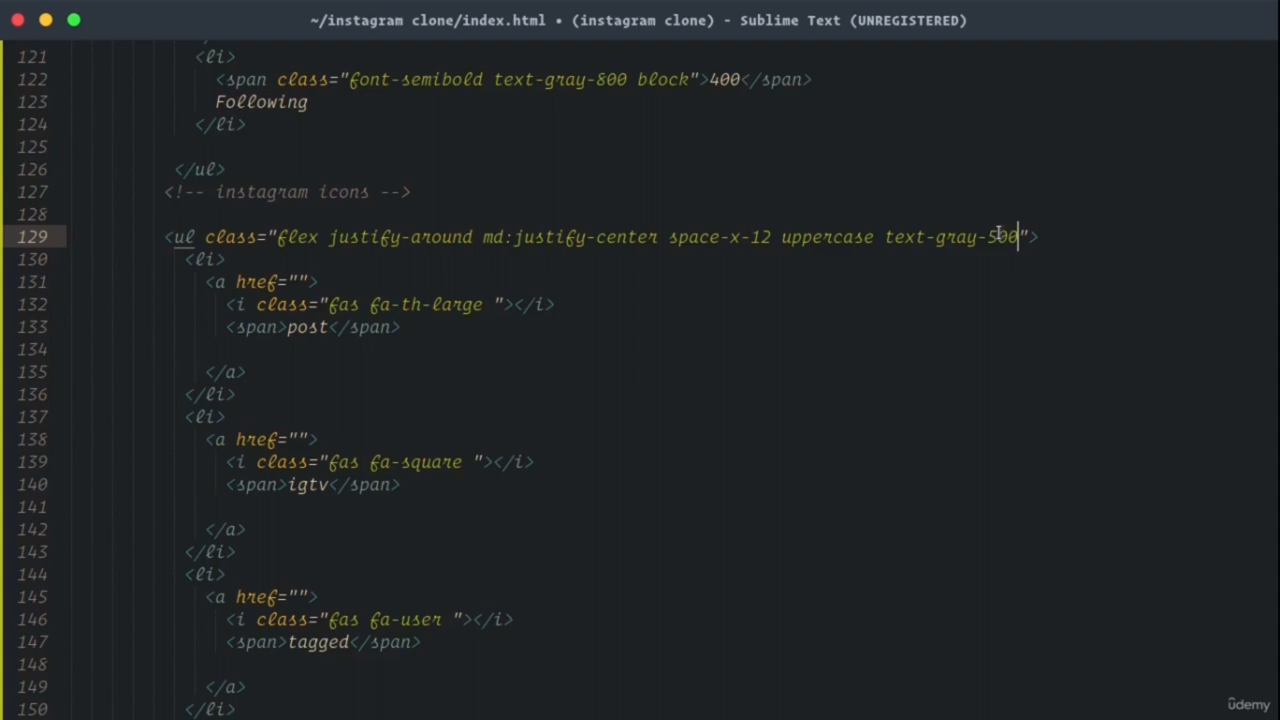 ~/instagram clone/index.html • (instagram clone) - Sublime Text (UNREGISTERED)
121 <li>
122 <span class="font-semibold text-gray-800 block">400</span>
123 Following
124 </li>
125
126 </ul>
127 <!-- instagram icons -->
128
129 <ul class="flex justify-around md:justify-center space-x-12 uppercase text-gray-500">
130 <li>
131 <a href="">
132 <i class="fas fa-th-large "></i>
133 <span>post</span>
134
135 </a>
136 </li>
137 <li>
138 <a href="">
139 <i class="fas fa-square "></i>
140 <span>igtv</span>
141
142 </a>
143 </li>
144 <li>
145 <a href="">
146 <i class="fas fa-user "></i>
147 <span>tagged</span>
148
149 </a>
150 </li>
ûdemy